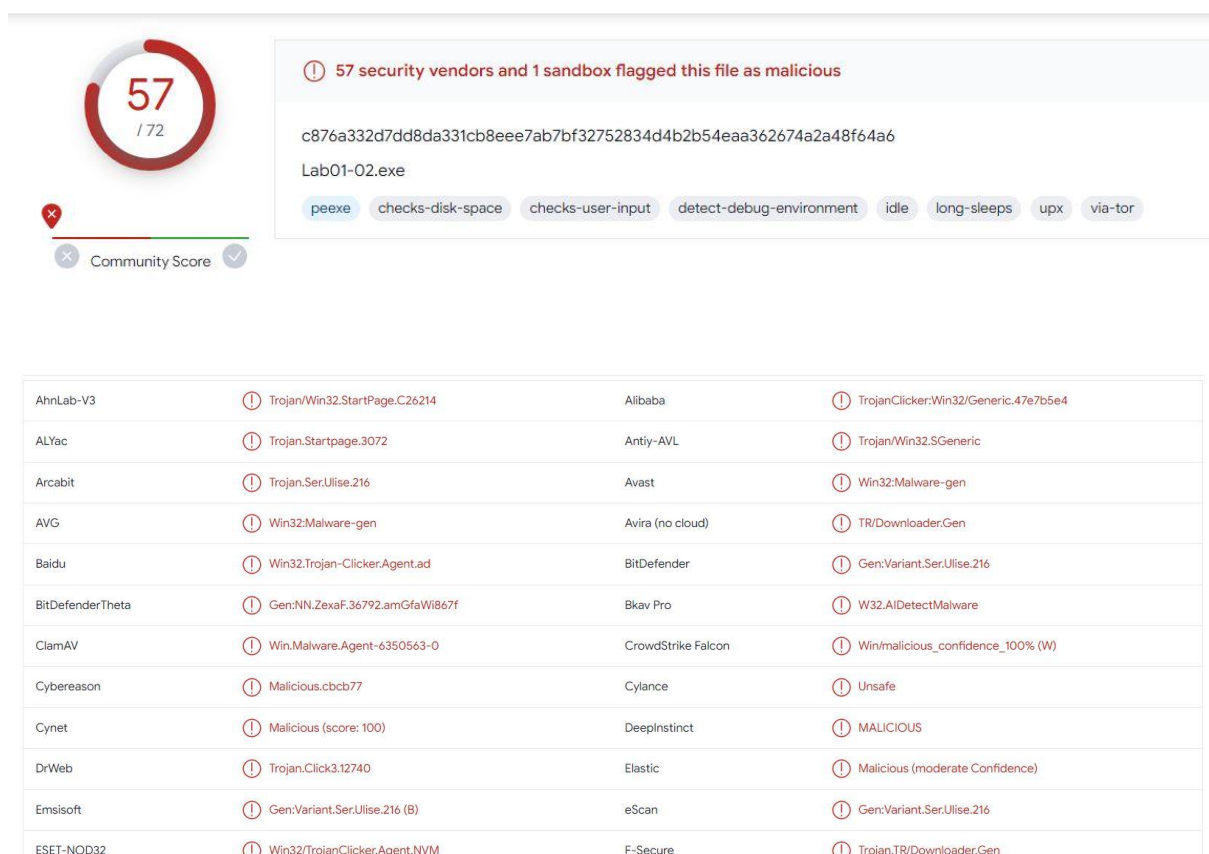 57
/ 72
57 security vendors and 1 sandbox flagged this file as malicious
c876a332d7dd8da331cb8eee7ab7bf32752834d4b2b54eaa362674a2a48f64a6
Lab01-02.exe
peexe checks-disk-space checks-user-input detect-debug-environment idle long-sleeps upx via-tor
Community Score
AhnLab-V3 Trojan/Win32.StartPage.C26214 Alibaba TrojanClicker:Win32/Generic.47e7b5e4
ALYac Trojan.Startpage.3072 Antiy-AVL Trojan/Win32.SGeneric
Arcabit Trojan.Ser.Ulise.216 Avast Win32:Malware-gen
AVG Win32:Malware-gen Avira (no cloud) TR/Downloader.Gen
Baidu Win32.Trojan-Clicker.Agent.ad BitDefender Gen:Variant.Ser.Ulise.216
BitDefenderTheta Gen:NN.ZexaF.36792.amGfaWi867f Bkav Pro W32.AIDetectMalware
ClamAV Win.Malware.Agent-6350563-0 CrowdStrike Falcon Win/malicious_confidence_100% (W)
Cybereason Malicious.cbcb77 Cylance Unsafe
Cynet Malicious (score: 100) DeepInstinct MALICIOUS
DrWeb Trojan.Click3.12740 Elastic Malicious (moderate Confidence)
Emsisoft Gen:Variant.Ser.Ulise.216 (B) eScan Gen:Variant.Ser.Ulise.216
ESET-NOD32 Win32/TrojanClicker.Agent.NVM F-Secure Trojan.TR/Downloader.Gen